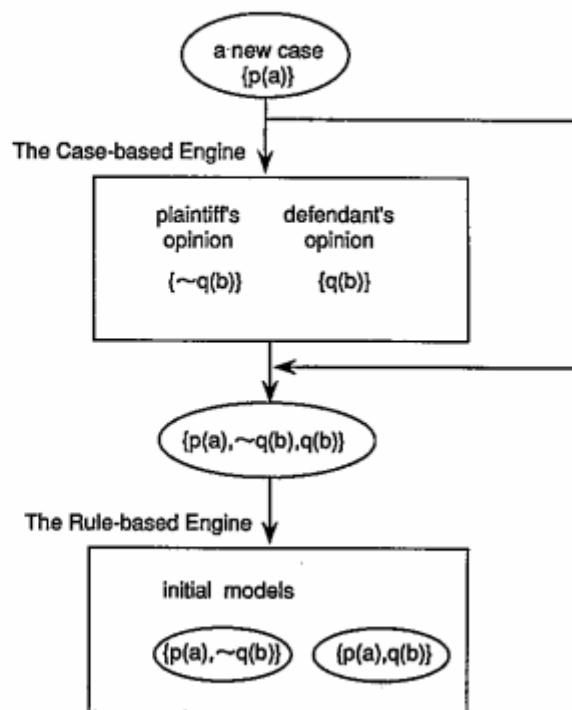 a new case
{p(a)}
The Case-based Engine
plaintiff's defendant's
opinion opinion
{~q(b)} {q(b)}
{p(a),~q(b),q(b)}
The Rule-based Engine
initial models
{p(a),~q(b)} {p(a),q(b)}